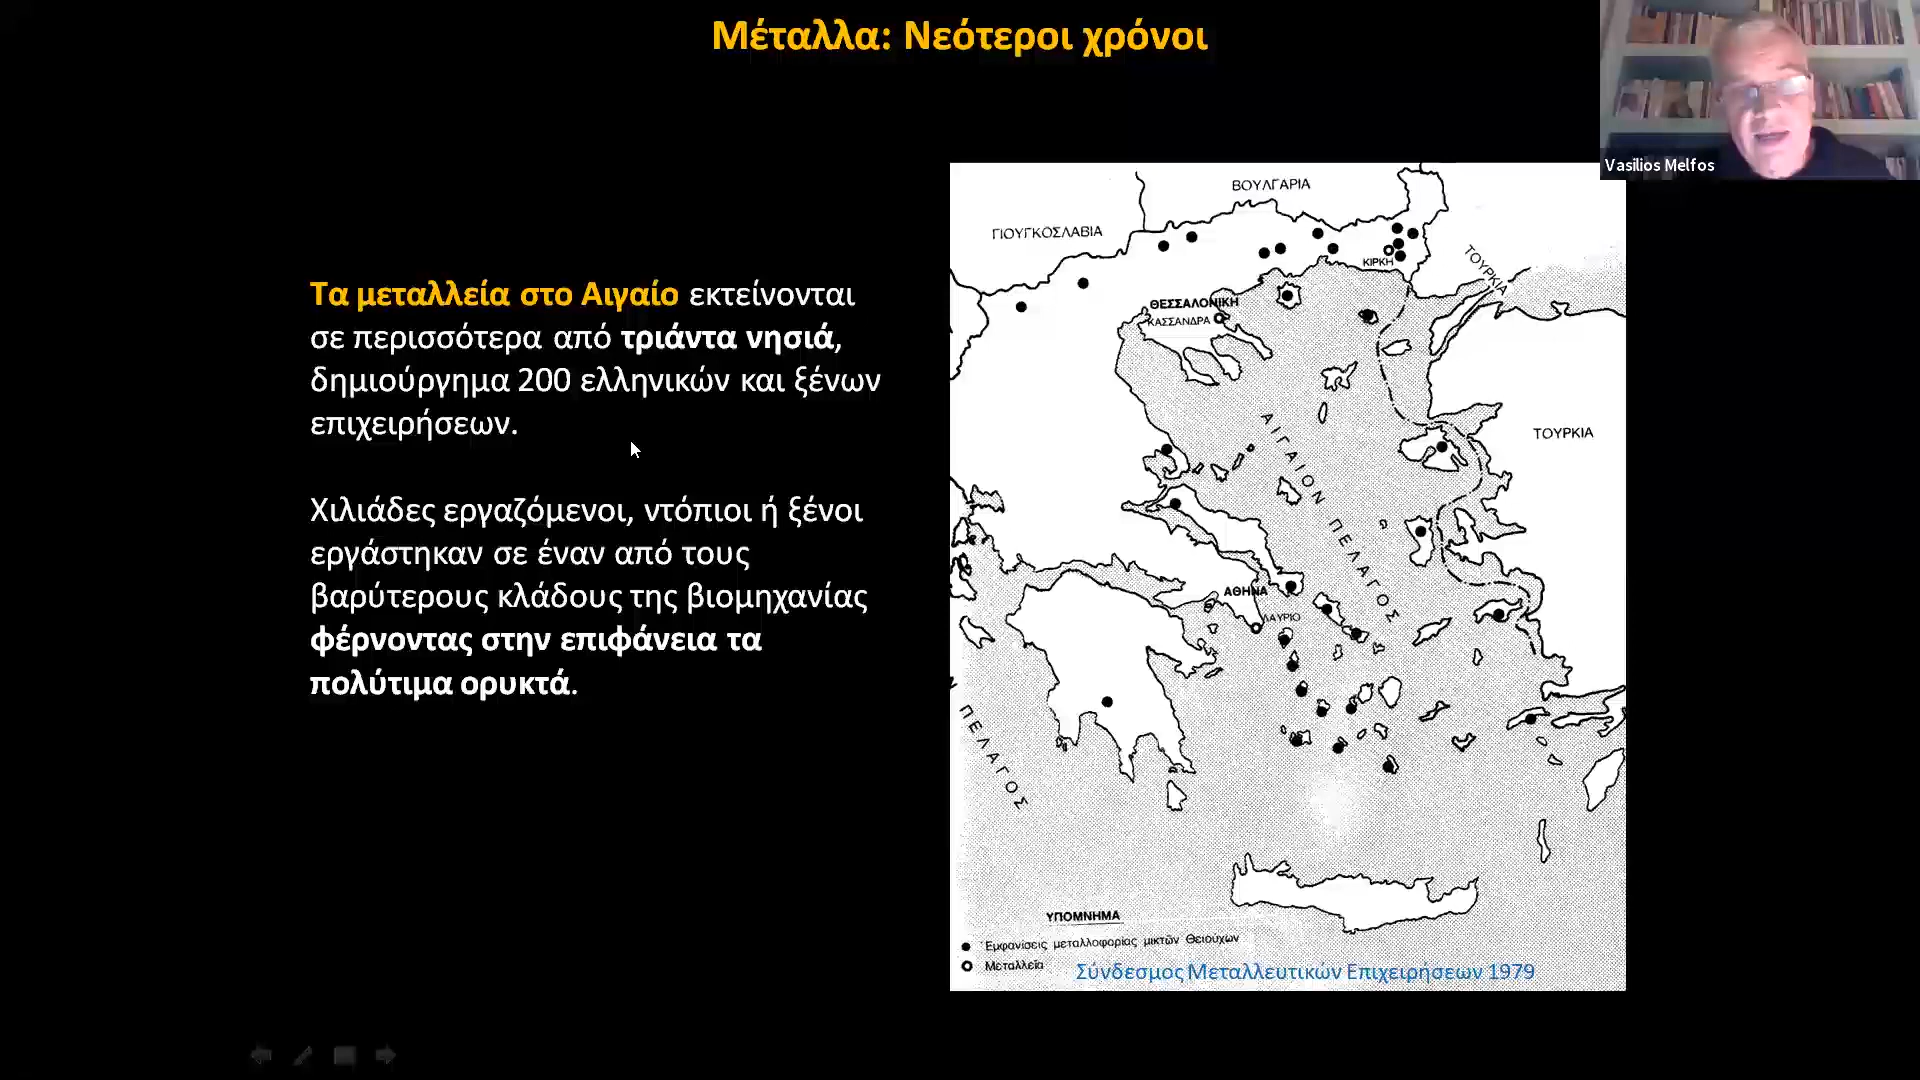 Μέταλλα: Νεότεροι χρόνοι
Vasilios Melfos
Τα μεταλλεία στο Αιγαίο εκτείνονται
σε περισσότερα από τριάντα νησιά,
δημιούργημα 200 ελληνικών και ξένων
επιχειρήσεων.
Χιλιάδες εργαζόμενοι, ντόπιοι ή ξένοι
εργάστηκαν σε έναν από τους
βαρύτερους κλάδους της βιομηχανίας
φέρνοντας στην επιφάνεια τα
πολύτιμα ορυκτά.
ΒΟΥΛΓΑΡΙΑ
ΓΙΟΥΓΚΟΣΛΑΒΙΑ
ΤΟΥΡΚΙΑ
ΚΙΡΚΗ
ΘΕΣΣΑΛΟΝΙΚΗ
ΚΑΣΣΑΝΔΡΑ
ΑΙΓΑΙΟΝ ΠΕΛΑΓΟΣ
ΤΟΥΡΚΙΑ
ΑΘΗΝΑ
ΛΑΥΡΙΟ
ΠΕΛΑΓΟΣ
ΥΠΟΜΝΗΜΑ
Ἐμφανίσεις μεταλλοφορίας μικτῶν Θειούχων
Μεταλλεῖα
Σύνδεσμος Μεταλλευτικών Επιχειρήσεων 1979